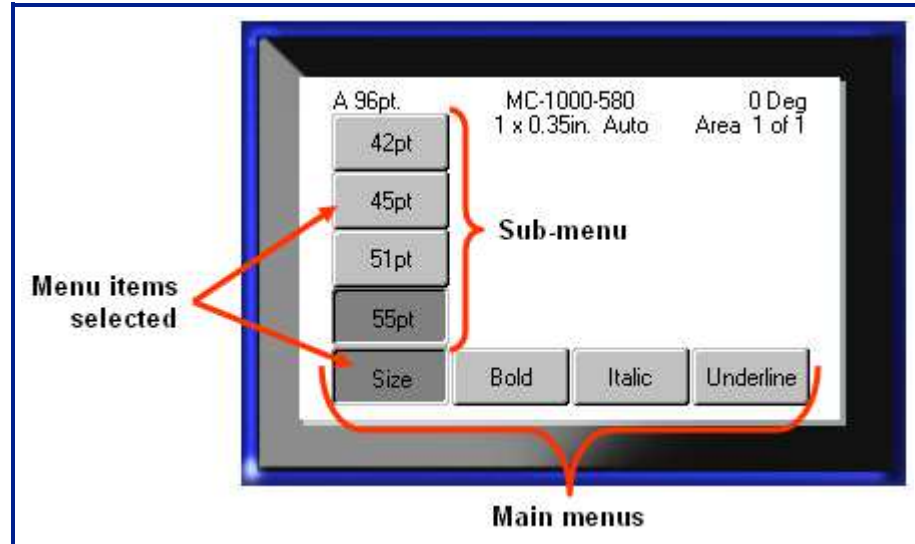 A 96pt. MC-1000-580 0 Deg
1 x 0.35in. Auto Area 1 of 1
42pt
45pt
Sub-menu
51pt
Menu items
selected
55pt
Size Bold Italic Underline
Main menus